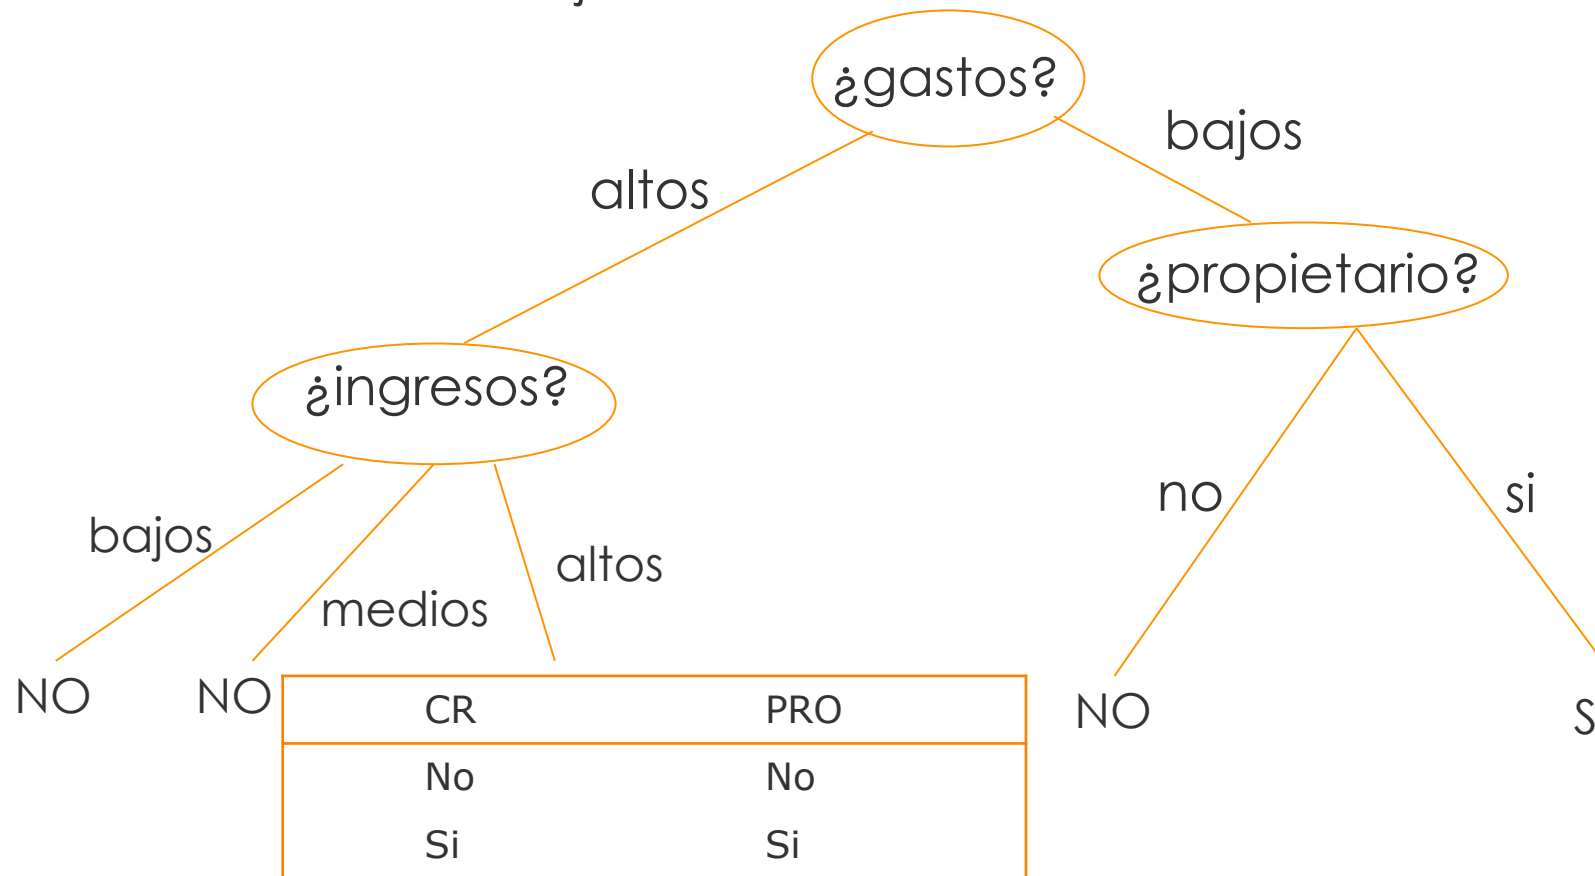 ¿gastos?
bajos
altos
¿propietario?
¿ingresos?
no
si
bajos
altos
medios
NO
NO
CR PRO
NO
No No
Si Si